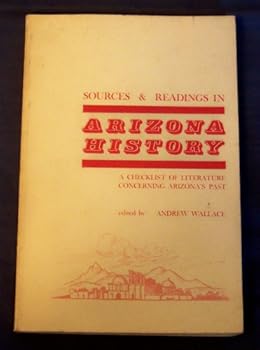 SOURCES & READINGS IN
ARIZONA
HISTORY
A CHECKLIST OF LITERATURE
CONCERNING ARIZONA'S PAST
edited by ANDREW WALLACE